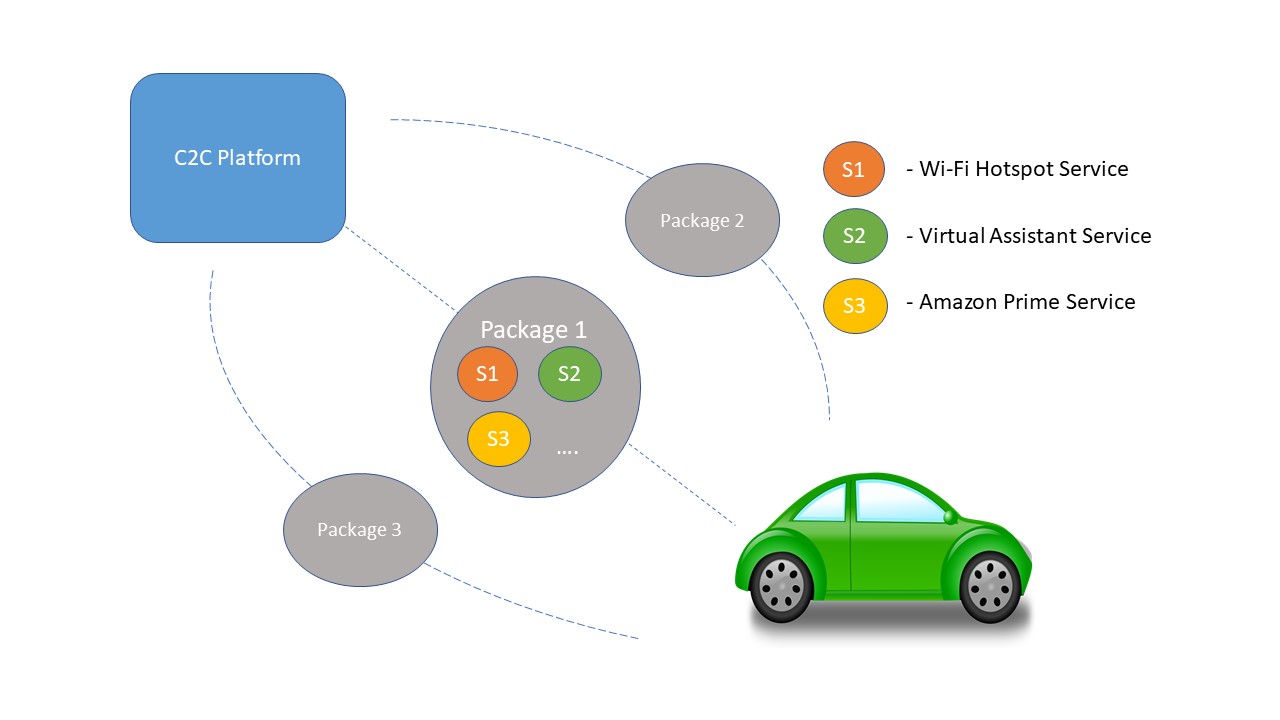 C2C Platform
Package 2
S1 - Wi-Fi Hotspot Service
S2 - Virtual Assistant Service
S3 - Amazon Prime Service
Package 1
S1 S2
S3 ....
Package 3